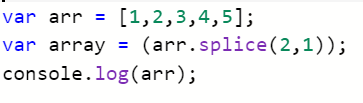 var arr = [1,2,3,4,5];
var array = (arr.splice(2,1));
console.log(arr);